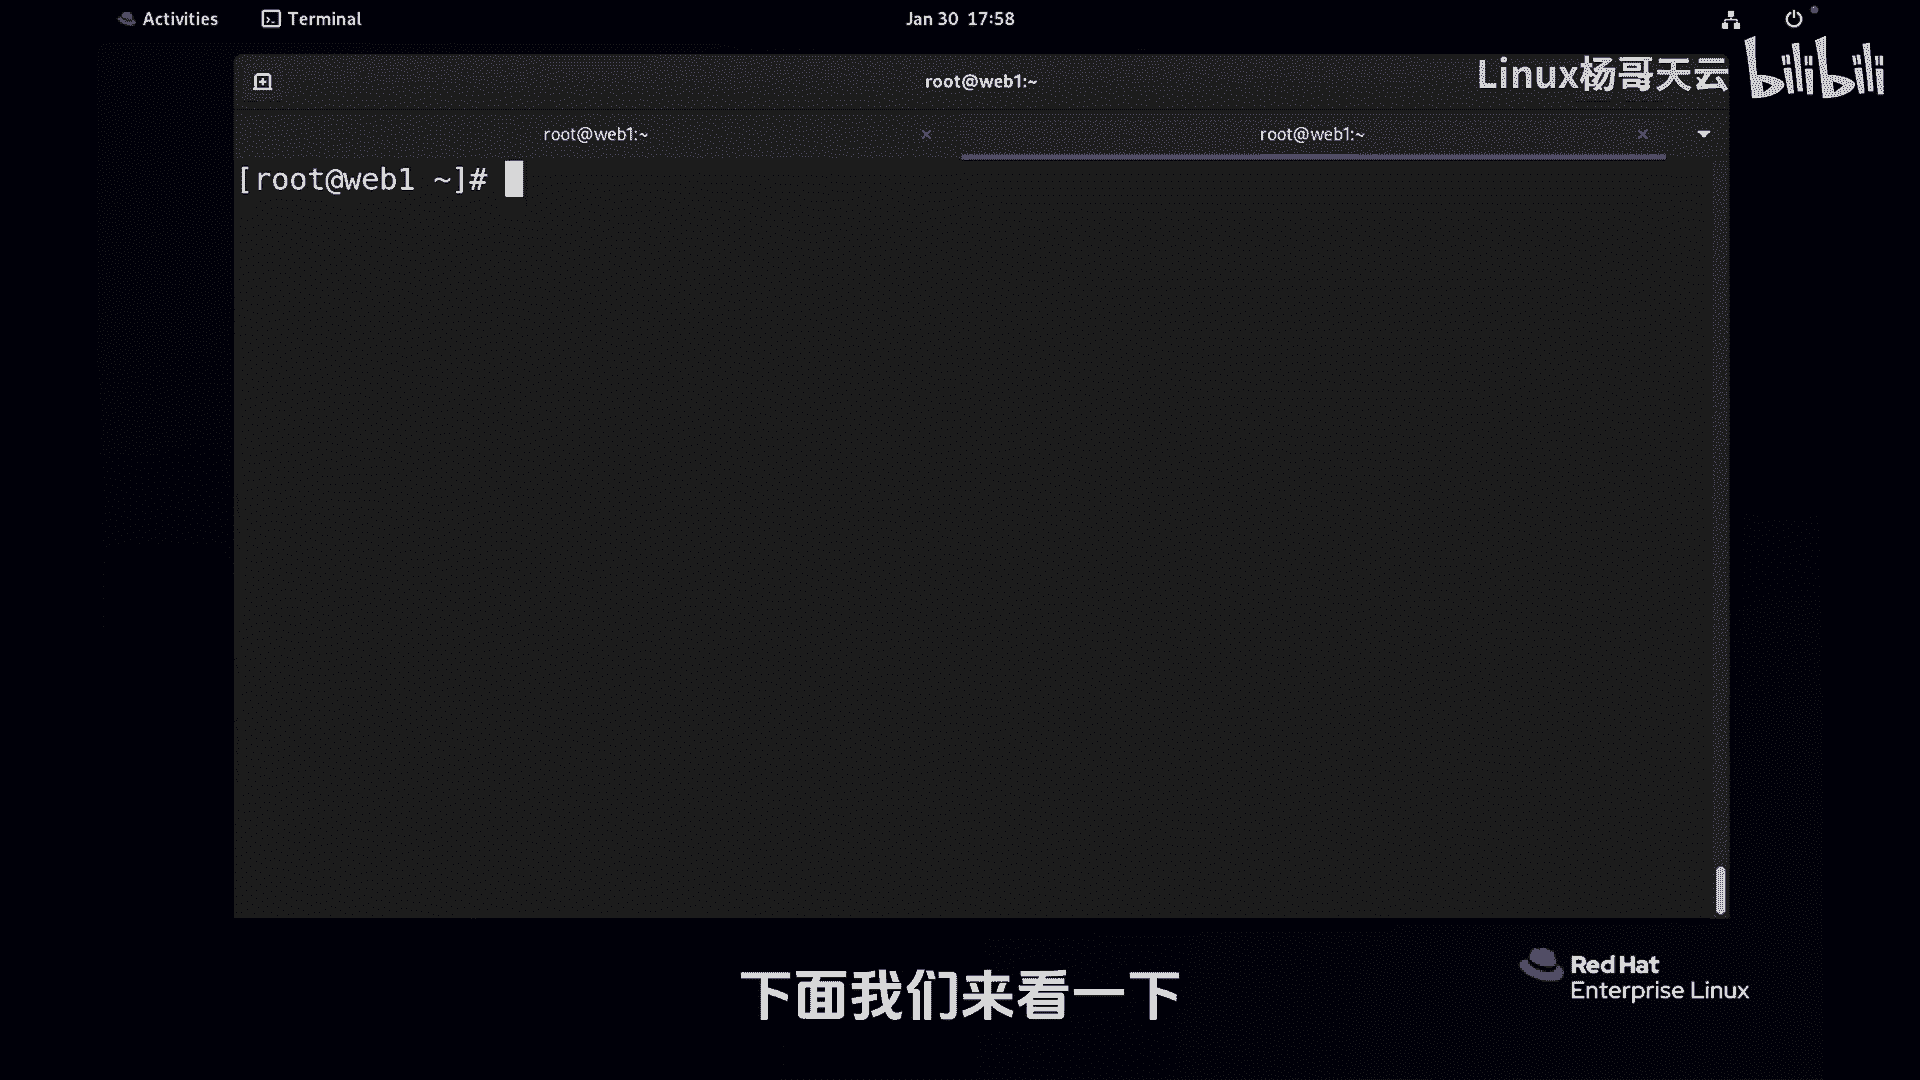 Activities
Terminal
Jan 30 17:58
root@web1:~
Linux杨哥天云
bilibili
root@web1:~
root@web1:~
[root@web1 ~]#
下面我们来看一下
Red Hat
Enterprise Linux